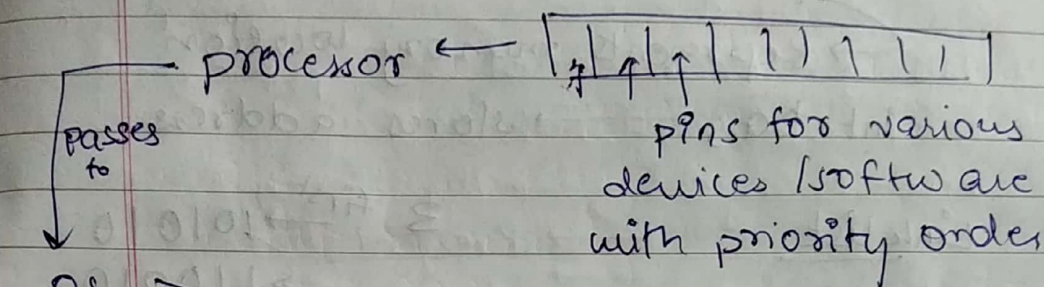 processor ←
pins for various
devices/software
with priority order
passes
to